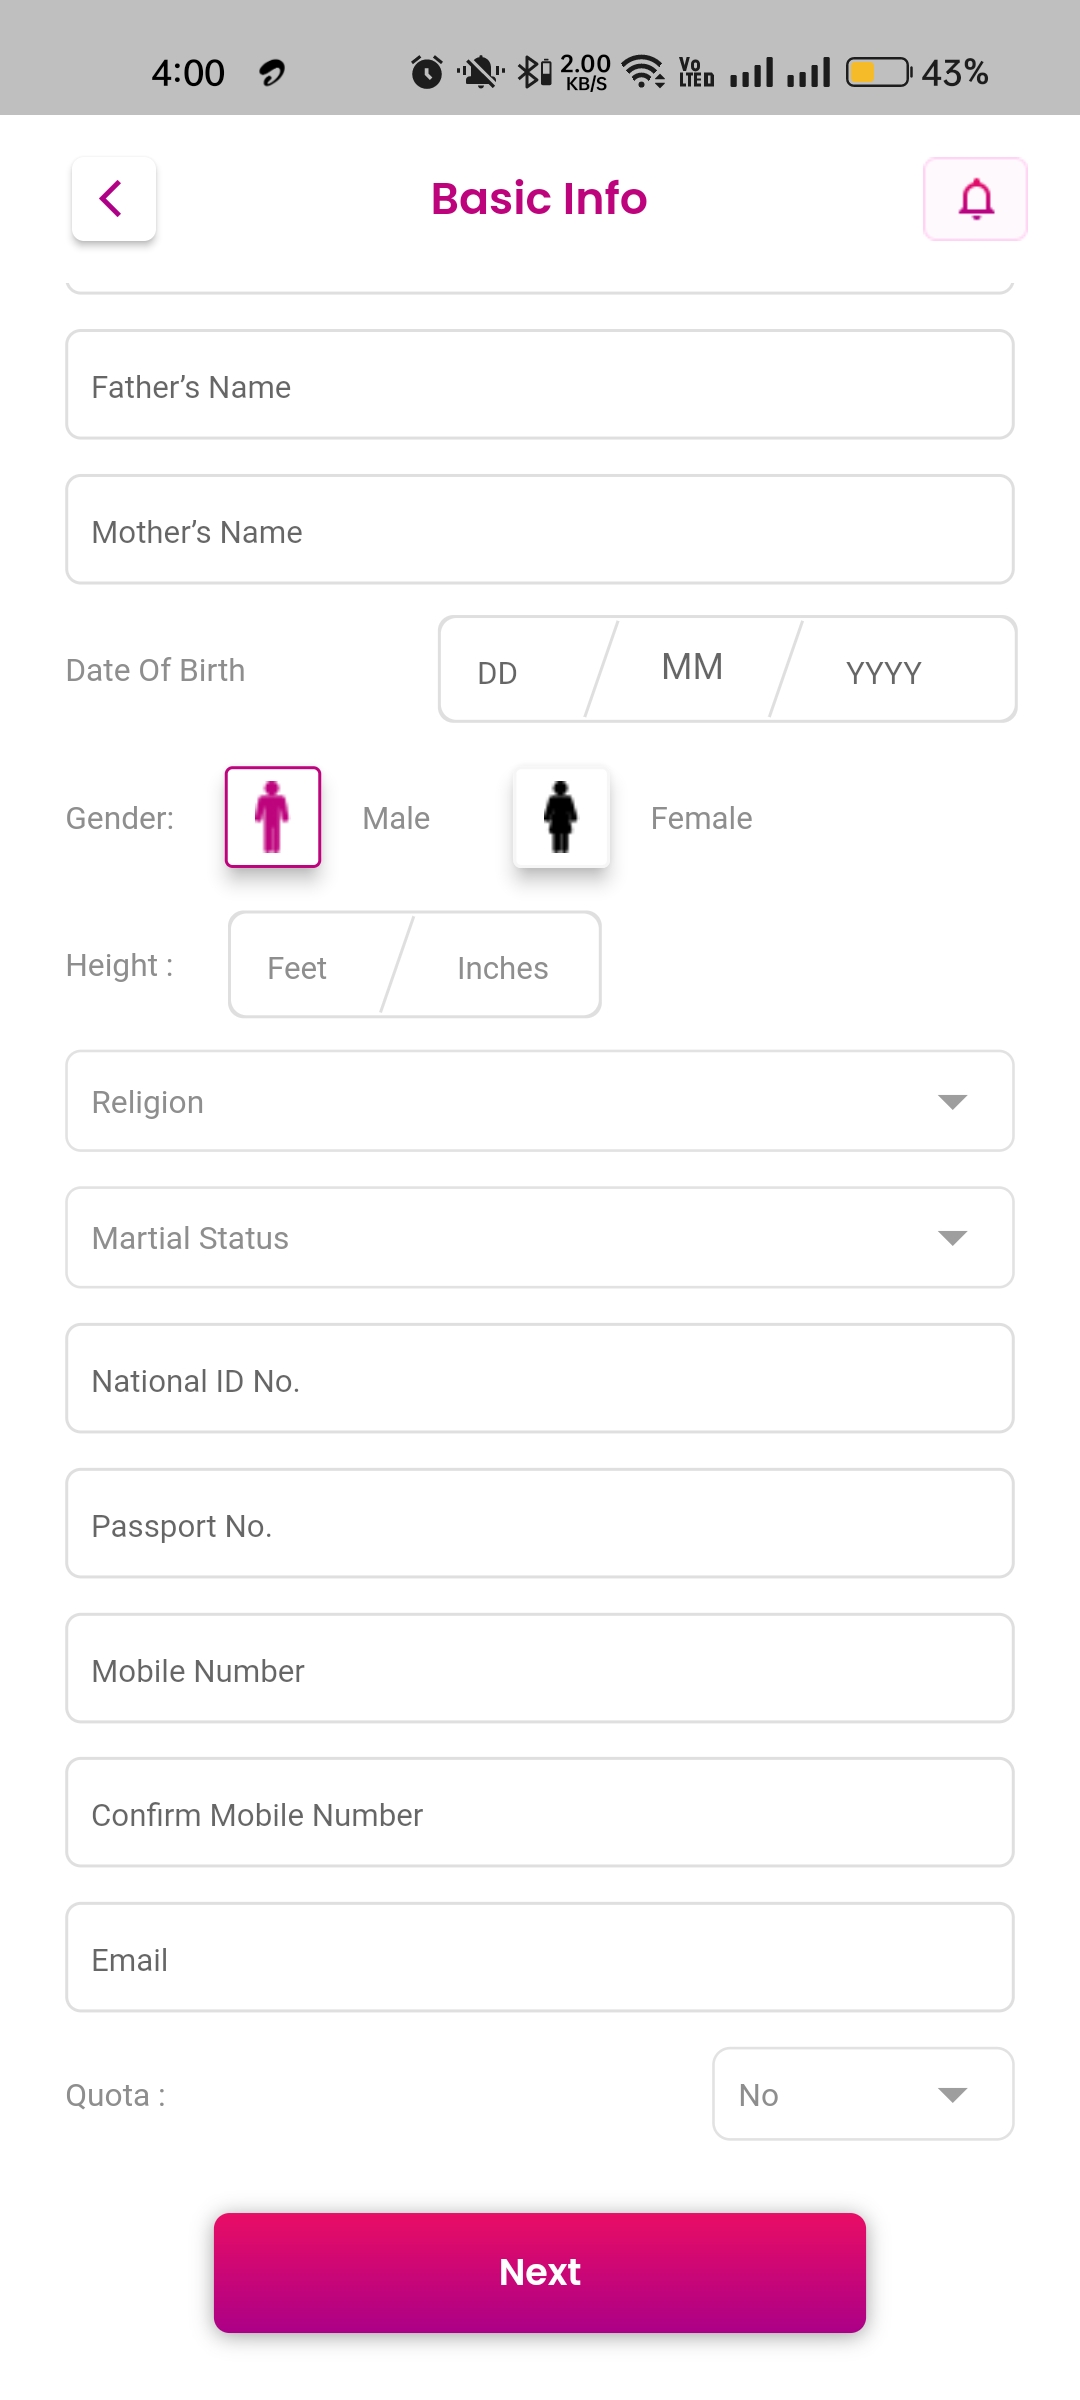 4:00 2.00 KB/S Vo LTED 43%
Basic Info
Father’s Name
Mother’s Name
Date Of Birth DD MM YYYY
Gender: Male Female
Height : Feet Inches
Religion
Martial Status
National ID No.
Passport No.
Mobile Number
Confirm Mobile Number
Email
Quota : No
Next